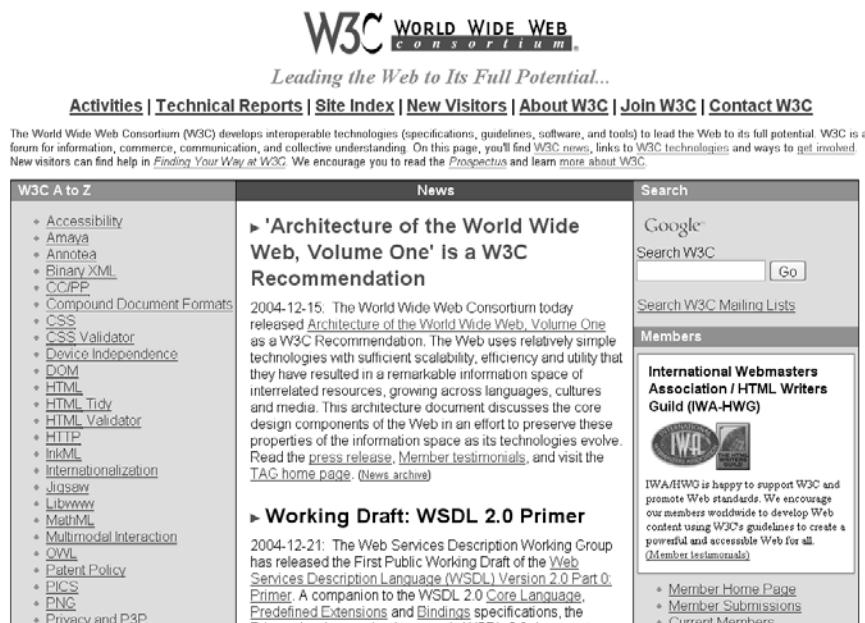 W3C WORLD WIDE WEB
consortium
Leading the Web to Its Full Potential...
Activities | Technical Reports | Site Index | New Visitors | About W3C | Join W3C | Contact W3C
The World Wide Web Consortium (W3C) develops interoperable technologies (specifications, guidelines, software, and tools) to lead the Web to its full potential. W3C is a
forum for information, commerce, communication, and collective understanding. On this page, you'll find W3C news, links to W3C technologies and ways to get involved.
New visitors can find help in Finding Your Way at W3C. We encourage you to read the Prospectus and learn more about W3C.
W3C A to Z
Accessibility
Amaya
Annotea
Binary XML
CC/PP
Compound Document Formats
CSS
CSS Validator
Device Independence
DOM
HTML
HTML Tidy
HTML Validator
HTTP
InkML
Internationalization
Jigsaw
Libwww
MathML
Multimodal Interaction
OWL
Patent Policy
PICS
PNG
Privacy and P3P
News
'Architecture of the World Wide
Web, Volume One' is a W3C
Recommendation
2004-12-15: The World Wide Web Consortium today
released Architecture of the World Wide Web, Volume One
as a W3C Recommendation. The Web uses relatively simple
technologies with sufficient scalability, efficiency and utility that
they have resulted in a remarkable information space of
interrelated resources, growing across languages, cultures
and media. This architecture document discusses the core
design components of the Web in an effort to preserve these
properties of the information space as its technologies evolve.
Read the press release, Member testimonials, and visit the
TAG home page. (News archive)
Working Draft: WSDL 2.0 Primer
2004-12-21: The Web Services Description Working Group
has released the First Public Working Draft of the Web
Services Description Language (WSDL) Version 2.0 Part 0:
Primer. A companion to the WSDL 2.0 Core Language,
Predefined Extensions and Bindings specifications, the
Search
Google
Search W3C
Go
Search W3C Mailing Lists
Members
International Webmasters
Association / HTML Writers
Guild (IWA-HWG)
IWA
IWA/HWG is happy to support W3C and
promote Web standards. We encourage
our members worldwide to develop Web
content using W3C's guidelines to create a
powerful and accessible Web for all.
(Member testimonials)
Member Home Page
Member Submissions
Current Members